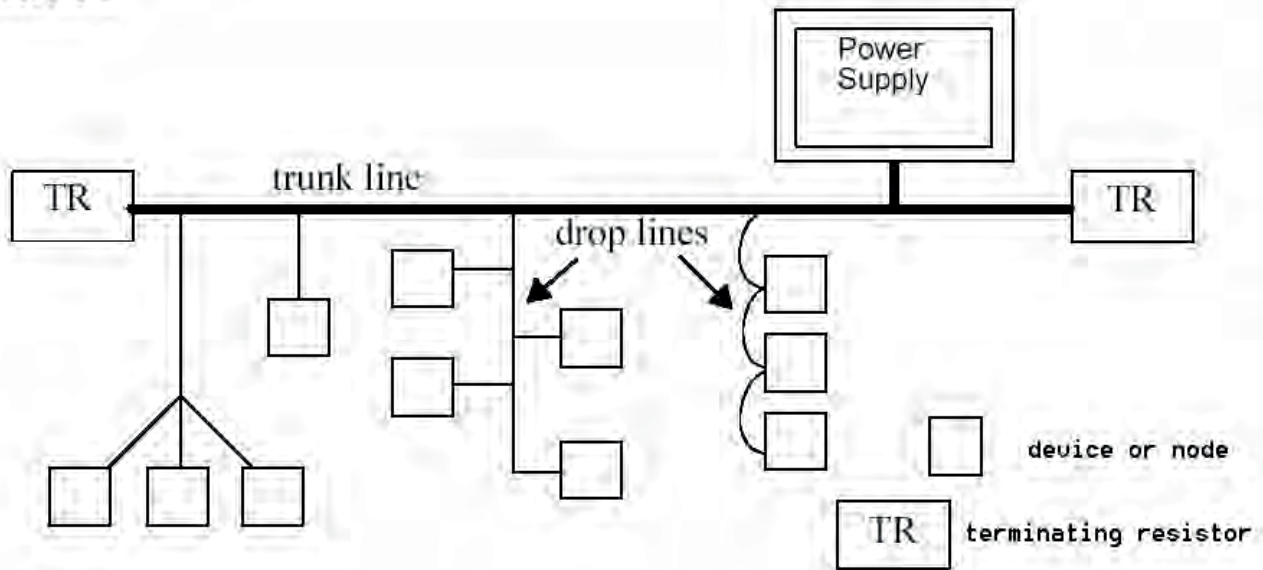 Power
Supply
TR
trunk line
TR
drop lines
device or node
TR
terminating resistor